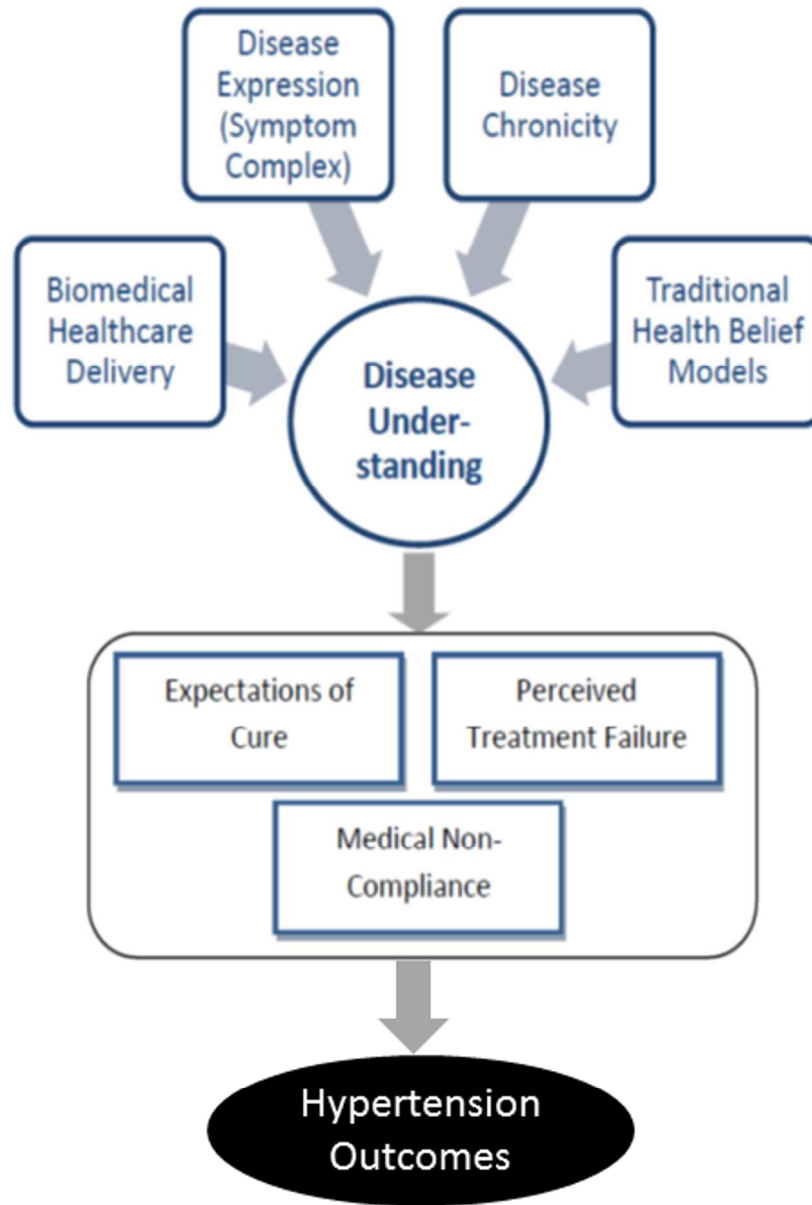 Disease
Expression
(Symptom
Complex)
Disease
Chronicity
Biomedical
Healthcare
Delivery
Traditional
Health Belief
Models
Disease
Under-
standing
Expectations of
Cure
Perceived
Treatment Failure
Medical Non-
Compliance
Hypertension
Outcomes